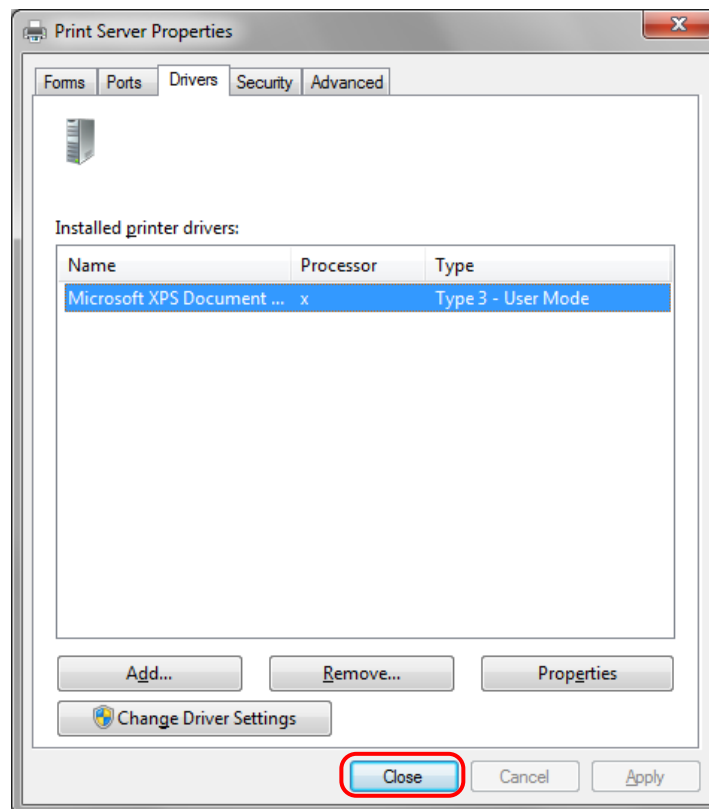 Print Server Properties
Forms Ports Drivers Security Advanced
Installed printer drivers:
Name Processor Type
Microsoft XPS Document ... x Type 3 - User Mode
Add... Remove... Properties
Change Driver Settings
Close Cancel Apply